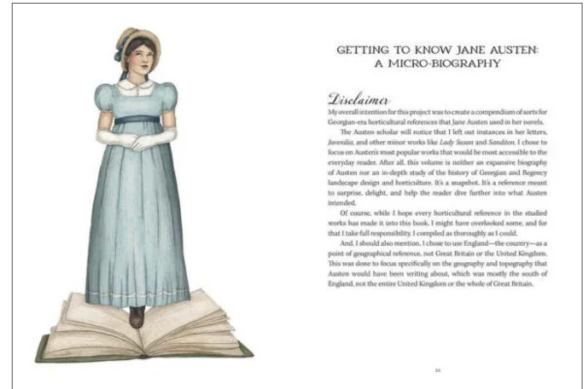 GETTING TO KNOW JANE AUSTEN:
A MICRO-BIOGRAPHY
Disclaimer
My overall intention for this project was to create a compendium of sorts for
Georgian-era horticultural references that Jane Austen used in her novels.
The Austen scholar will notice that I left out instances in her letters,
Juvenilia, and other minor works like Lady Susan and Sanditon. I chose to
focus on Austen's most popular works that would be most accessible to the
everyday reader. After all, this volume is neither an expansive biography
of Austen nor an in-depth study of the history of Georgian and Regency
landscape design and horticulture. It's a snapshot. It's a reference meant
to surprise, delight, and help the reader dive further into what Austen
intended.
Of course, while I hope every horticultural reference in the studied
works has made it into this book, I might have overlooked some, and for
that I take full responsibility. I compiled as thoroughly as I could.
And, I should also mention, I chose to use England—the country—as a
point of geographical reference, not Great Britain or the United Kingdom.
This was done to focus specifically on the geography and topography that
Austen would have been writing about, which was mostly the south of
England, not the entire United Kingdom or the whole of Great Britain.